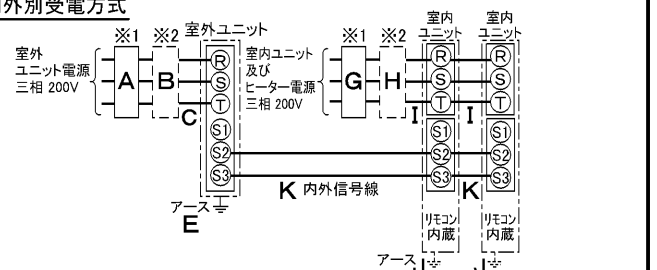 外別受電方式
※1 ※2 室外ユニット
室外
ユニット電源
三相 200V
A B C
R
S
T
S1
S2
S3
アース
E
室内ユニット
及び
ヒーター電源
三相 200V
※1 ※2
G H I I
室内
ユニット
R
S
T
S1
S2
S3
リモコン
内蔵
室内
ユニット
R
S
T
S1
S2
S3
リモコン
内蔵
K 内外信号線 K
アース J J